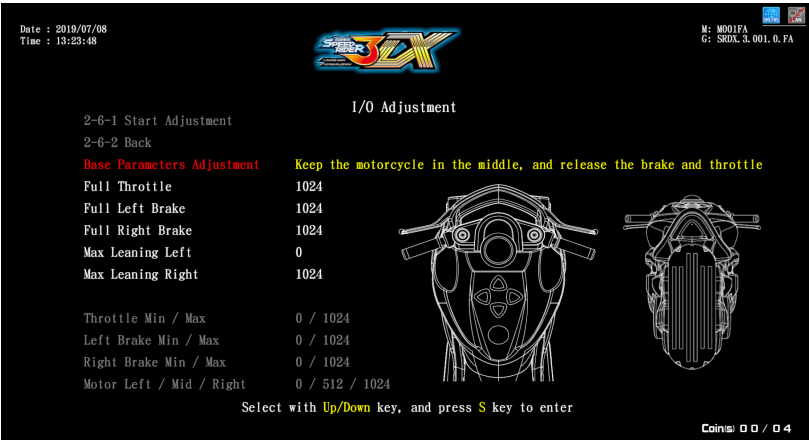 Date : 2019/07/08
Time : 13:23:48
ONLINE
LAN
SPEED
RIDER
3DX
M: M001FA
G: SRDX.3.001.0.FA
I/O Adjustment
2-6-1 Start Adjustment
2-6-2 Back
Base Parameters Adjustment Keep the motorcycle in the middle, and release the brake and throttle
Full Throttle 1024
Full Left Brake 1024
Full Right Brake 1024
Max Leaning Left 0
Max Leaning Right 1024
Throttle Min / Max 0 / 1024
Left Brake Min / Max 0 / 1024
Right Brake Min / Max 0 / 1024
Motor Left / Mid / Right 0 / 512 / 1024
Select with Up/Down key, and press S key to enter
Coin(s) 00 / 04